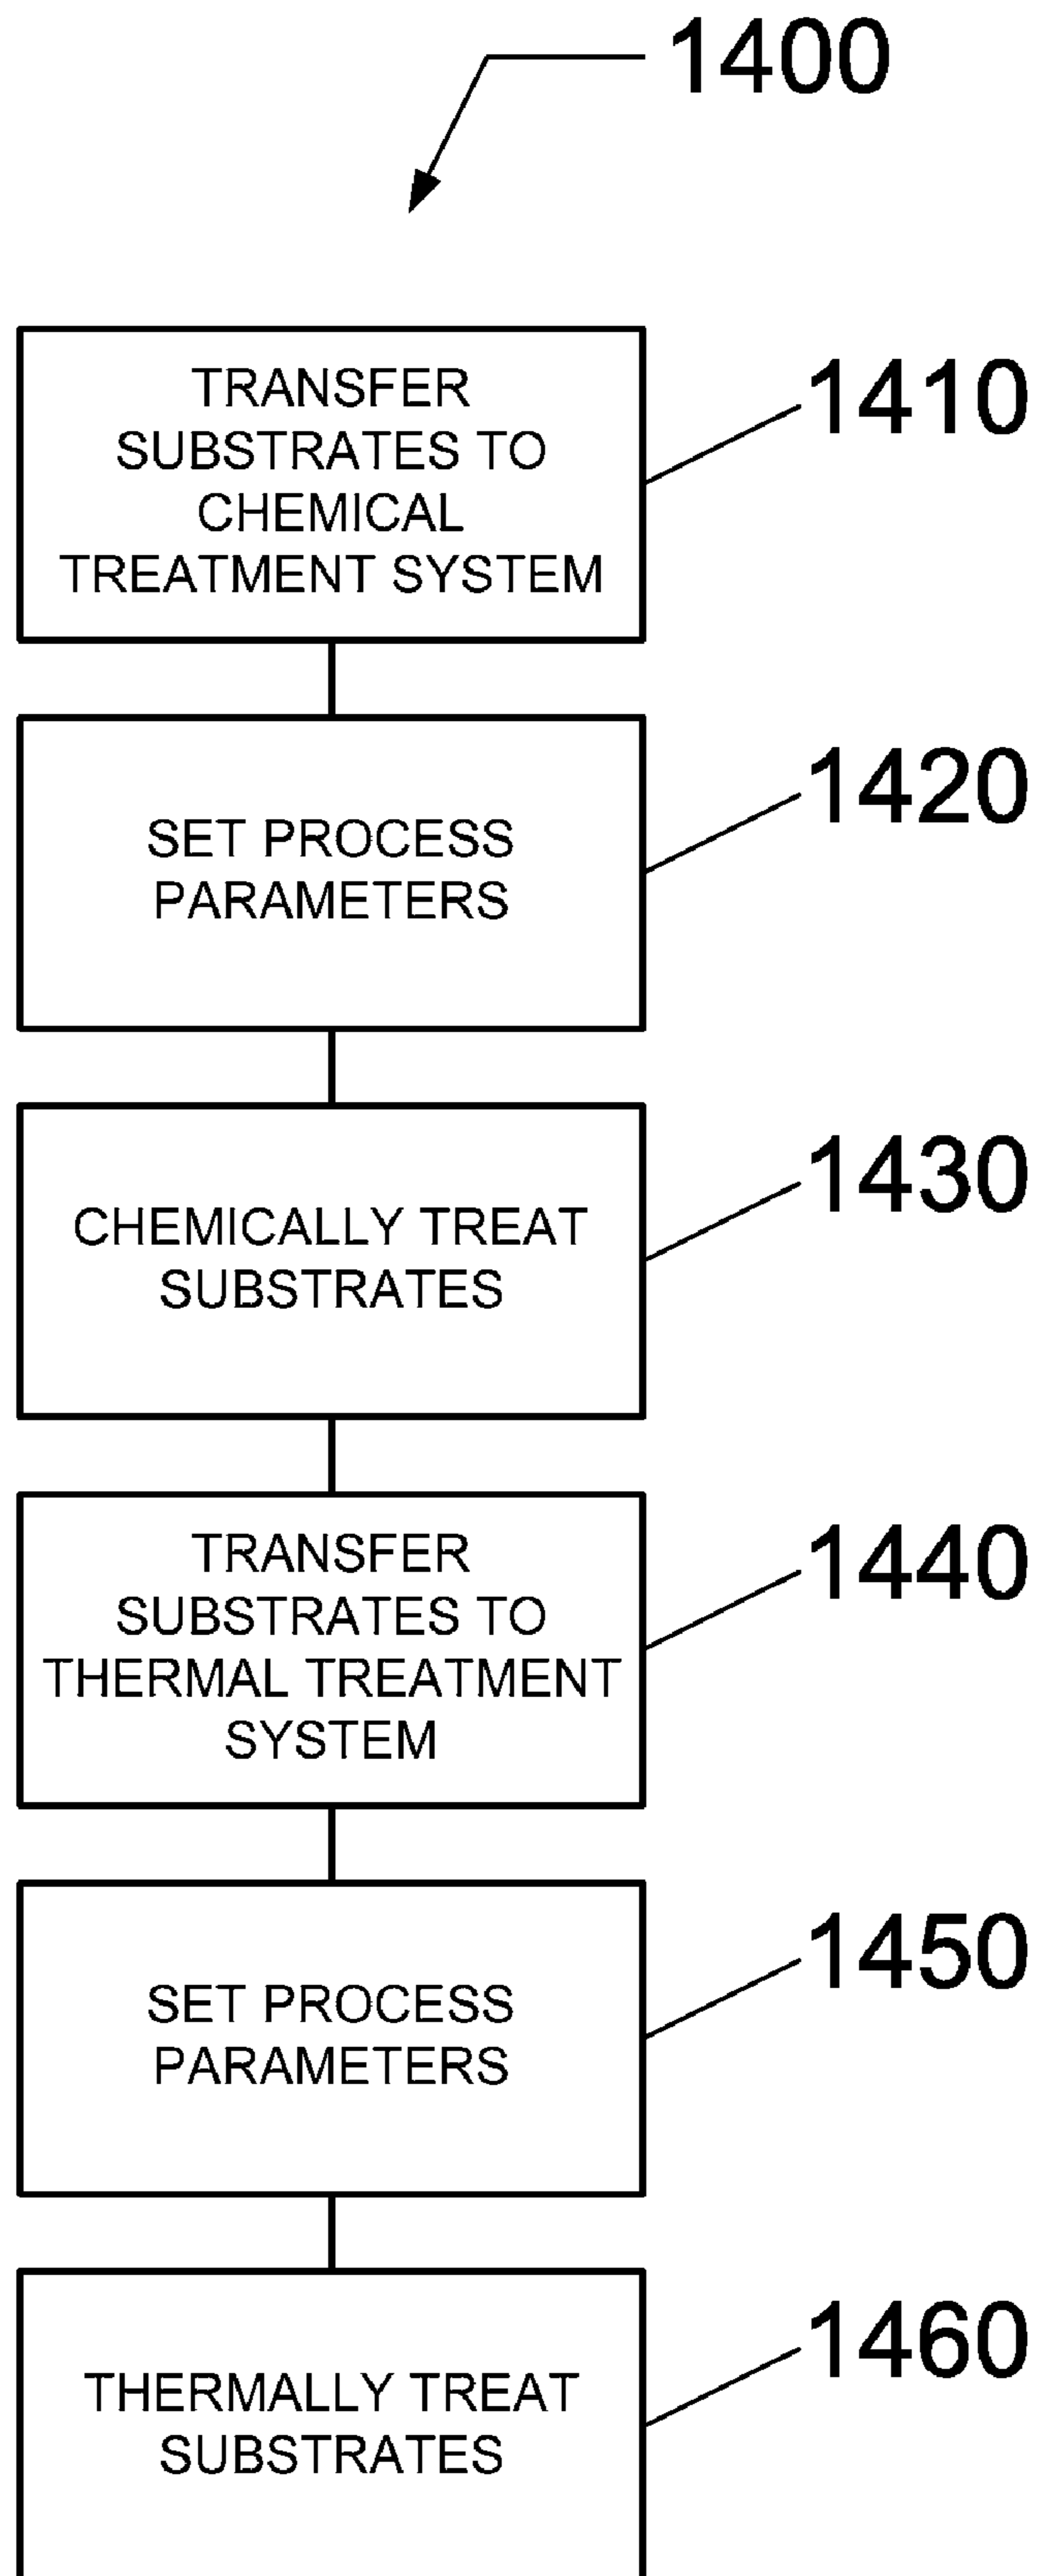 1400
TRANSFER
SUBSTRATES TO
CHEMICAL
TREATMENT SYSTEM
1410
SET PROCESS
PARAMETERS
1420
CHEMICALLY TREAT
SUBSTRATES
1430
TRANSFER
SUBSTRATES TO
THERMAL TREATMENT
SYSTEM
1440
SET PROCESS
PARAMETERS
1450
THERMALLY TREAT
SUBSTRATES
1460